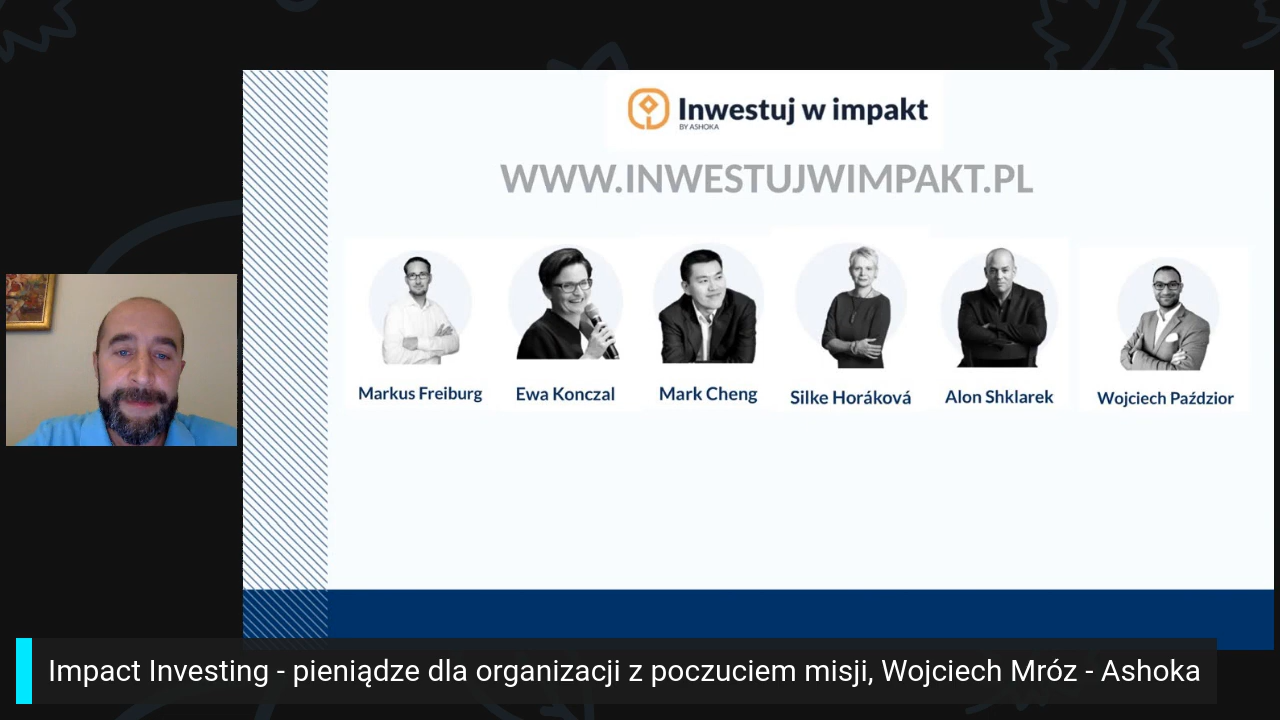 Inwestuj w impakt
BY ASHOKA
WWW.INWESTUJWIMPAKT.PL
Markus Freiburg
Ewa Konczal
Mark Cheng
Silke Horáková
Alon Shklarek
Wojciech Paździor
Impact Investing - pieniądze dla organizacji z poczuciem misji, Wojciech Mróz - Ashoka